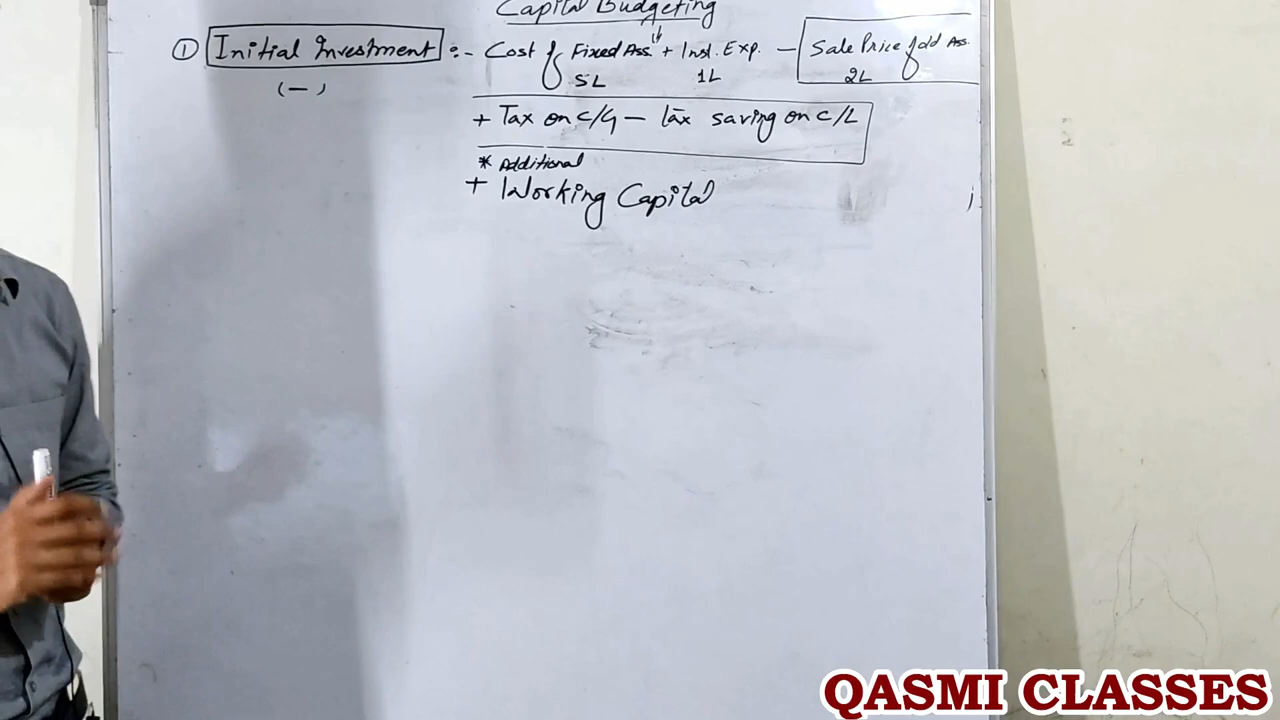 Capital Budgeting
① Initial Investment :- Cost of Fixed Ass. + Inst. Exp. — Sale Price of old Ass.
(—) 5L 1L 2L
+ Tax on C/G — Tax saving on C/L
* Additional
+ Working Capital
QASMI CLASSES